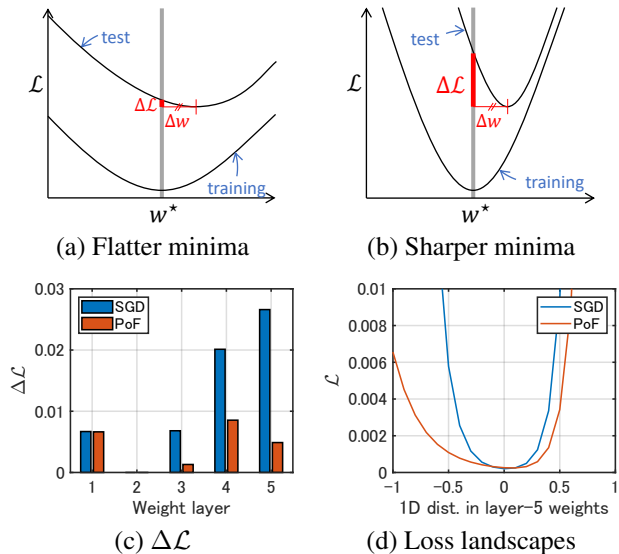 test
ℒ
Δℒ
Δw
training
w*
(a) Flatter minima
test
ℒ
Δℒ
Δw
training
w*
(b) Sharper minima
0.03
0.02
0.01
0
Δℒ
SGD
PoF
1 2 3 4 5
Weight layer
(c) Δℒ
0.01
0.008
0.006
0.004
0.002
0
ℒ
SGD
PoF
-1 -0.5 0 0.5 1
1D dist. in layer-5 weights
(d) Loss landscapes